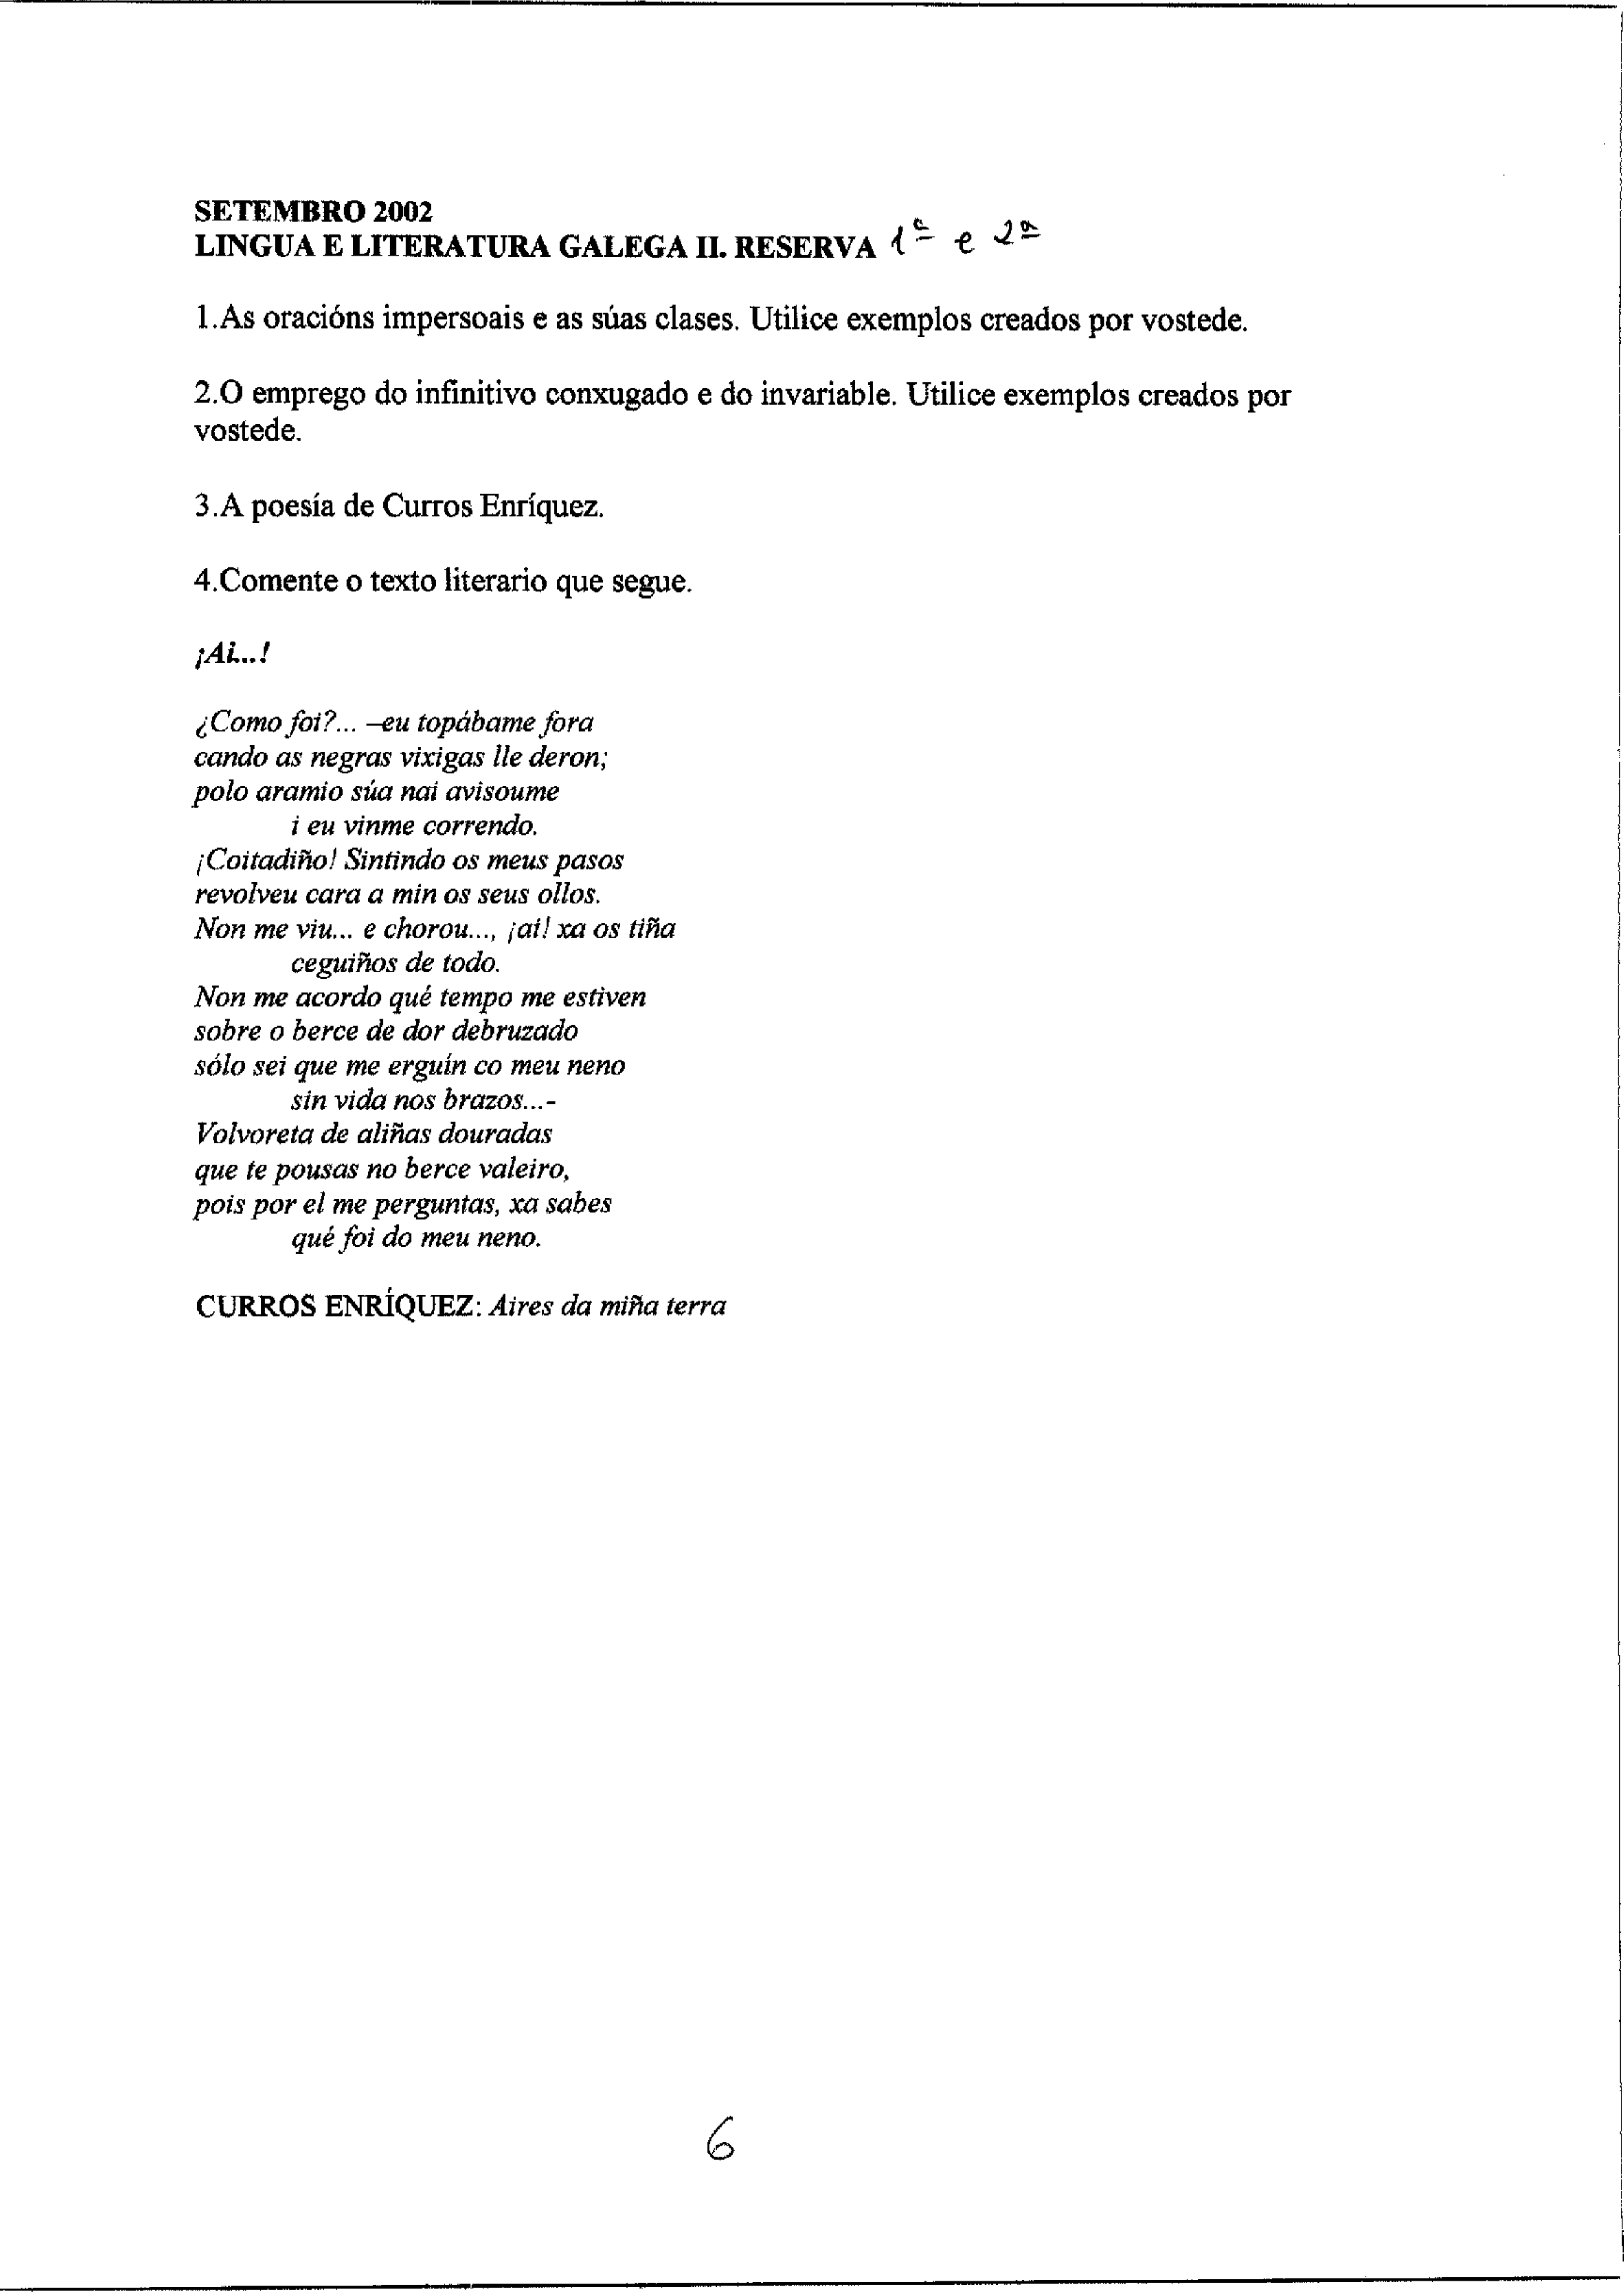 SETEMBRO 2002
LINGUA E LITERATURA GALEGA II. RESERVA 1ª e 2ª
1.As oracións impersoais e as súas clases. Utilice exemplos creados por vostede.
2.O emprego do infinitivo conxugado e do invariable. Utilice exemplos creados por
vostede.
3.A poesía de Curros Enríquez.
4.Comente o texto literario que segue.
¡Ai...!
¿Como foi?... –eu topábame fora
cando as negras vixigas lle deron;
polo aramio súa nai avisoume
i eu vinme correndo.
¡Coitadiño! Sintindo os meus pasos
revolveu cara a min os seus ollos.
Non me viu... e chorou..., ¡ai! xa os tiña
ceguiños de todo.
Non me acordo qué tempo me estiven
sobre o berce de dor debruzado
sólo sei que me erguín co meu neno
sin vida nos brazos...-
Volvoreta de aliñas douradas
que te pousas no berce valeiro,
pois por el me perguntas, xa sabes
qué foi do meu neno.
CURROS ENRÍQUEZ: Aires da miña terra
6